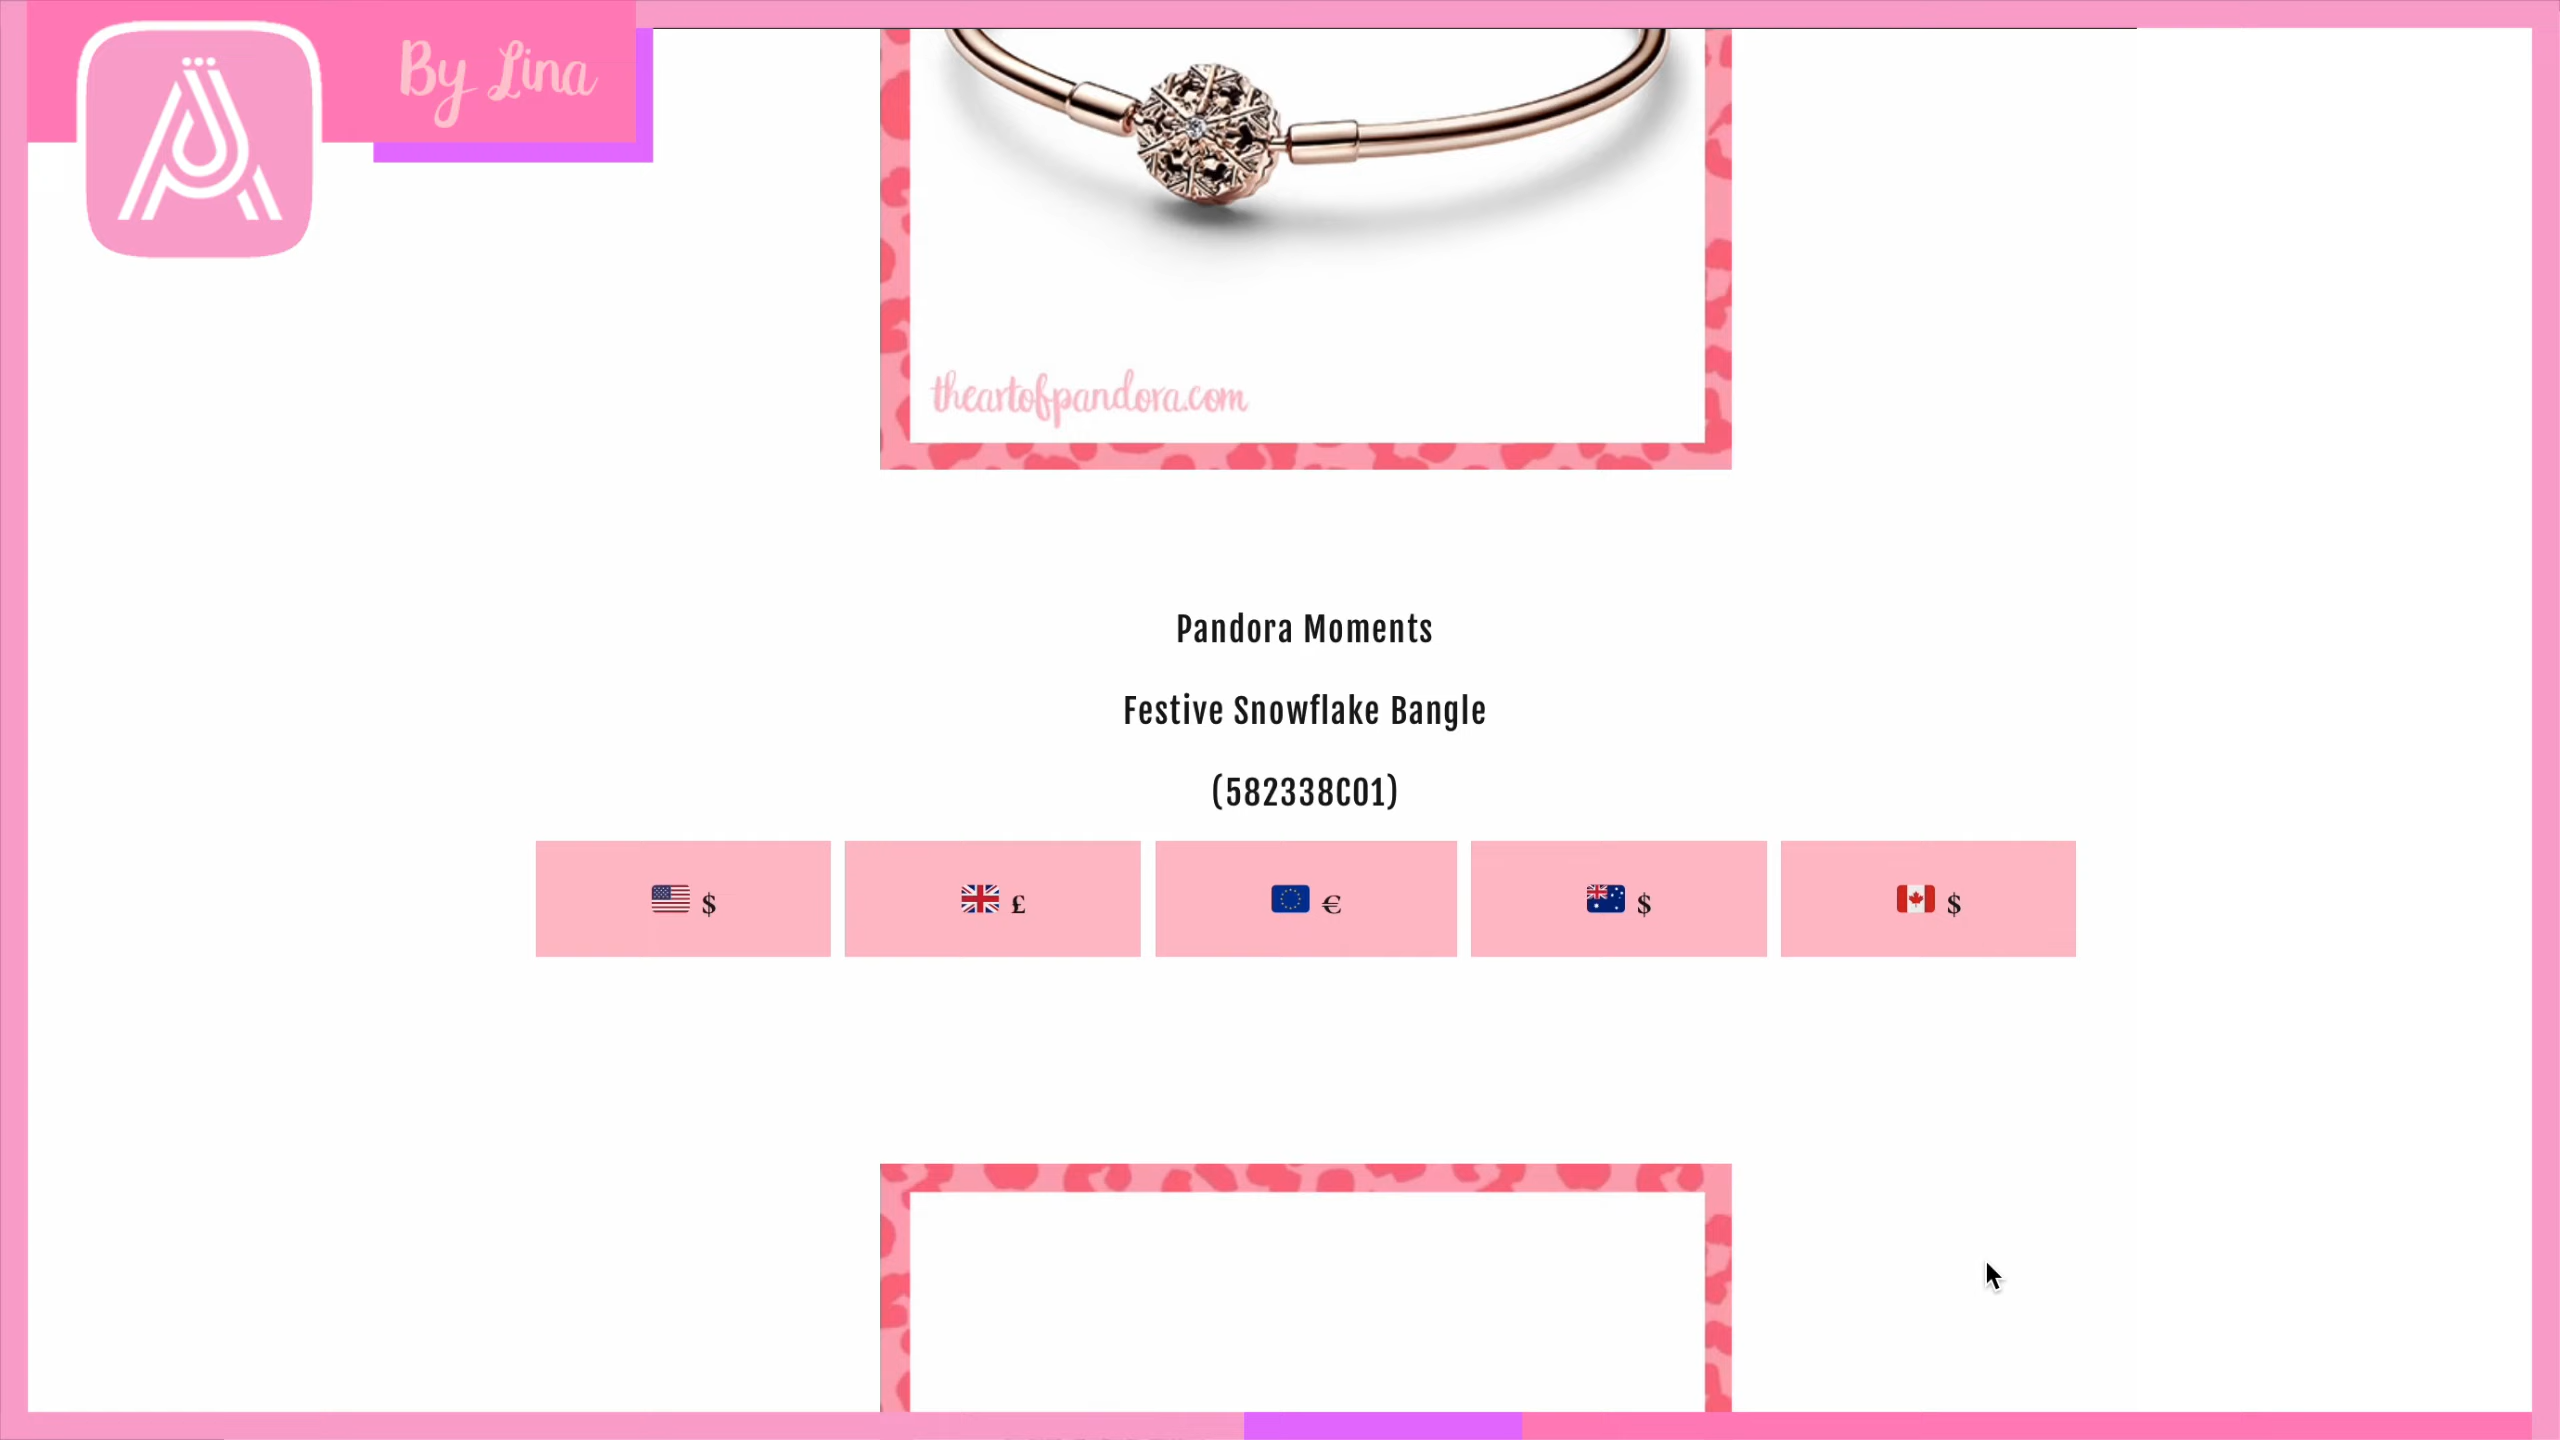 By Lina
theartofpandora.com
Pandora Moments
Festive Snowflake Bangle
(582338C01)
$ £ € $ $